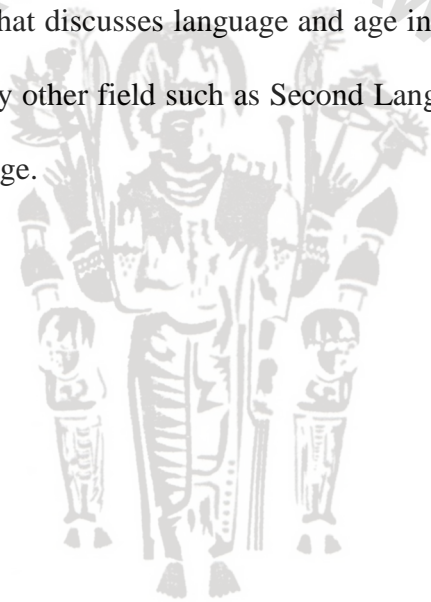 hat discusses language and age in
y other field such as Second Lang
ge.